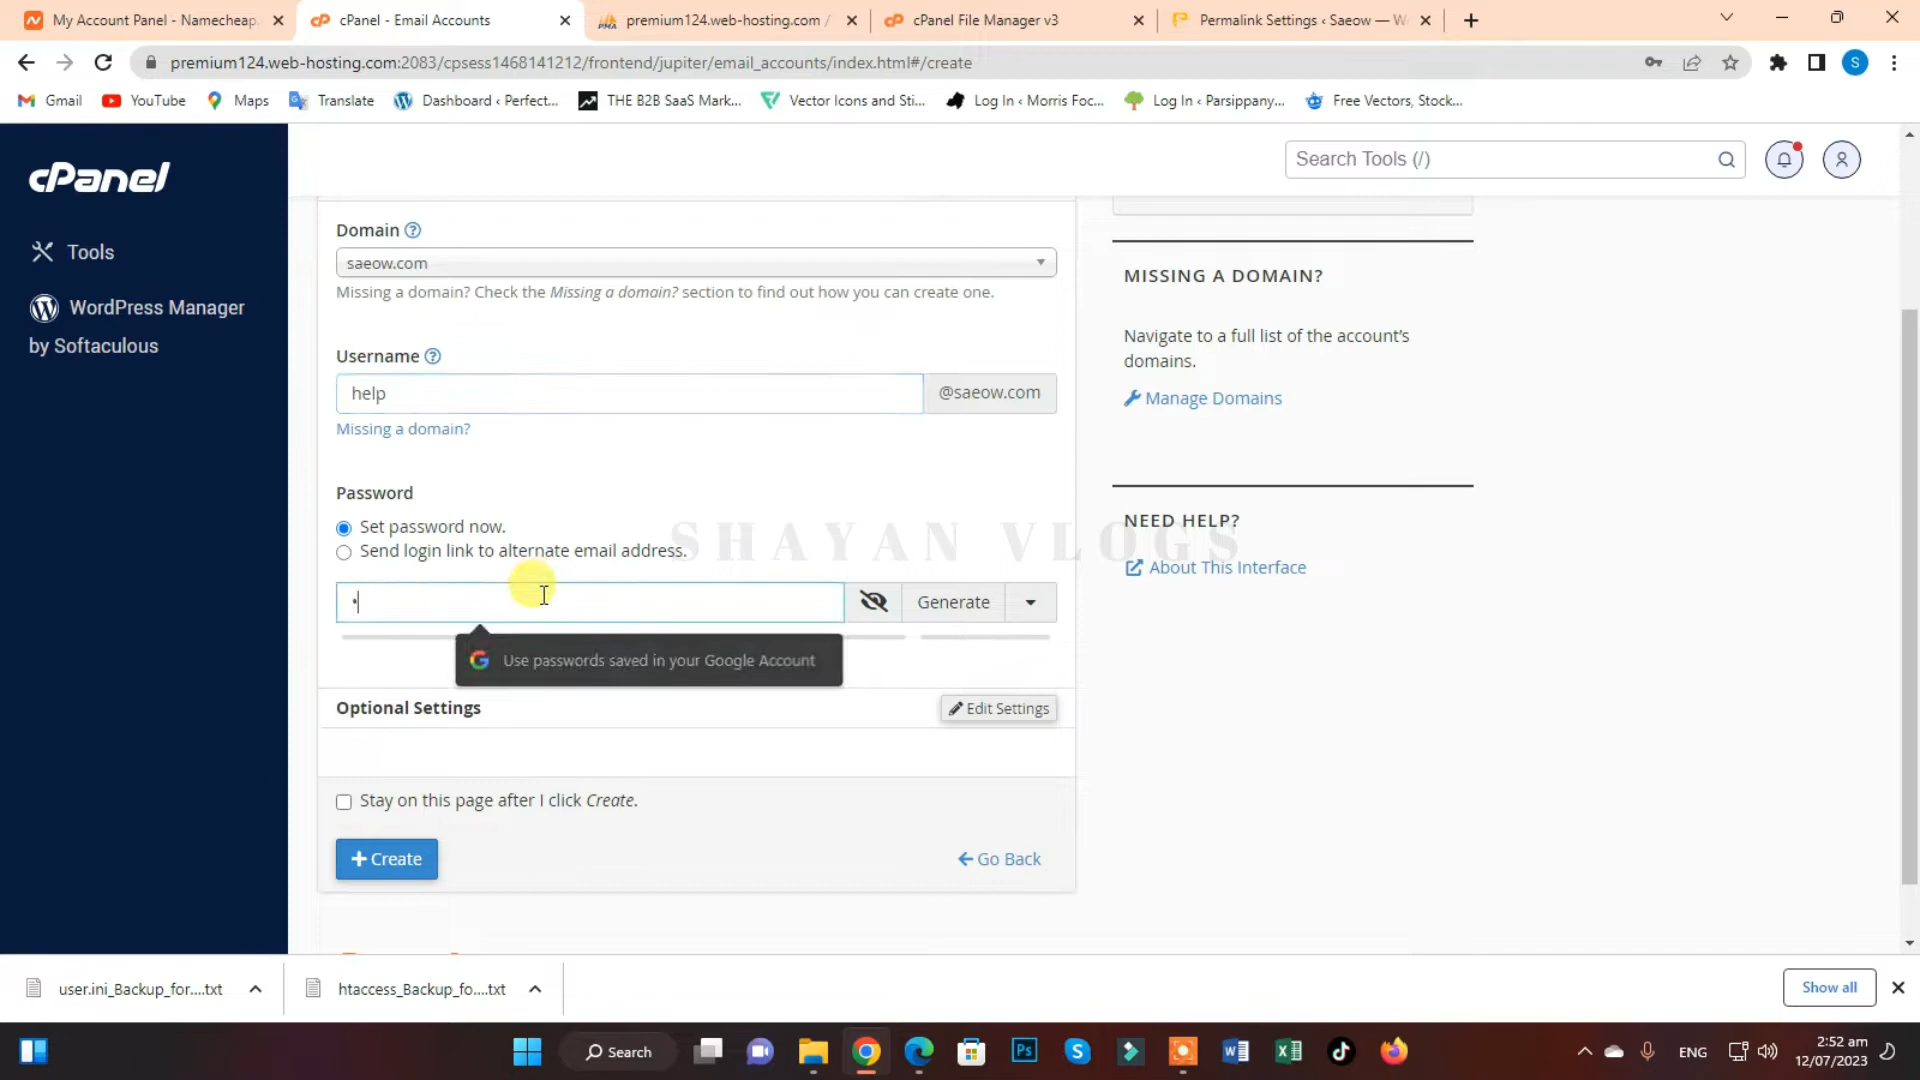 My Account Panel - Namecheap.
cPanel - Email Accounts
premium124.web-hosting.com /
cPanel File Manager v3
Permalink Settings ‹ Saeow — W
premium124.web-hosting.com:2083/cpsess1468141212/frontend/jupiter/email_accounts/index.html#/create
S
Gmail
YouTube
Maps
Translate
Dashboard ‹ Perfect...
THE B2B SaaS Mark...
Vector Icons and Sti...
Log In ‹ Morris Foc...
Log In ‹ Parsippany,...
Free Vectors, Stock...
cPanel
Search Tools (/)
Tools
WordPress Manager
by Softaculous
Domain
saeow.com
Missing a domain? Check the Missing a domain? section to find out how you can create one.
Username
help
@saeow.com
Missing a domain?
Password
Set password now.
Send login link to alternate email address.
Generate
Use passwords saved in your Google Account
Optional Settings
Edit Settings
Stay on this page after I click Create.
+ Create
Go Back
MISSING A DOMAIN?
Navigate to a full list of the account's
domains.
Manage Domains
NEED HELP?
About This Interface
SHAYAN VLOGS
user.ini_Backup_for....txt
htaccess_Backup_fo....txt
Show all
Search
Ps
ENG
2:52 am
12/07/2023